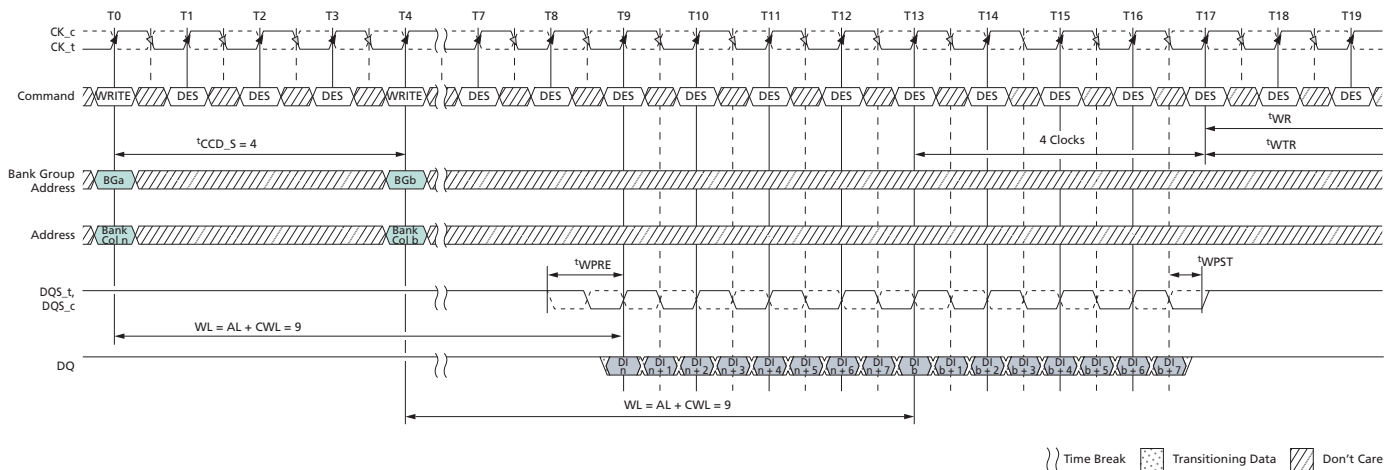 T0 T1 T2 T3 T4 T7 T8 T9 T10 T11 T12 T13 T14 T15 T16 T17 T18 T19
CK_c
CK_t
Command WRITE DES DES DES WRITE DES DES DES DES DES DES DES DES DES DES DES DES DES
tWR
tCCD_S = 4 4 Clocks tWTR
Bank Group
Address BGa BGb
Address Bank
Col n Bank
Col b
tWPRE tWPST
DQS_t,
DQS_c
WL = AL + CWL = 9
DQ DI
n DI
n + 1 DI
n + 2 DI
n + 3 DI
n + 4 DI
n + 5 DI
n + 6 DI
n + 7 DI
b DI
b + 1 DI
b + 2 DI
b + 3 DI
b + 4 DI
b + 5 DI
b + 6 DI
b + 7
WL = AL + CWL = 9
Time Break Transitioning Data Don't Care